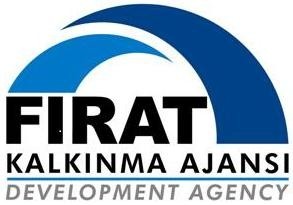 FIRAT
KALKINMA AJANSI
DEVELOPMENT AGENCY